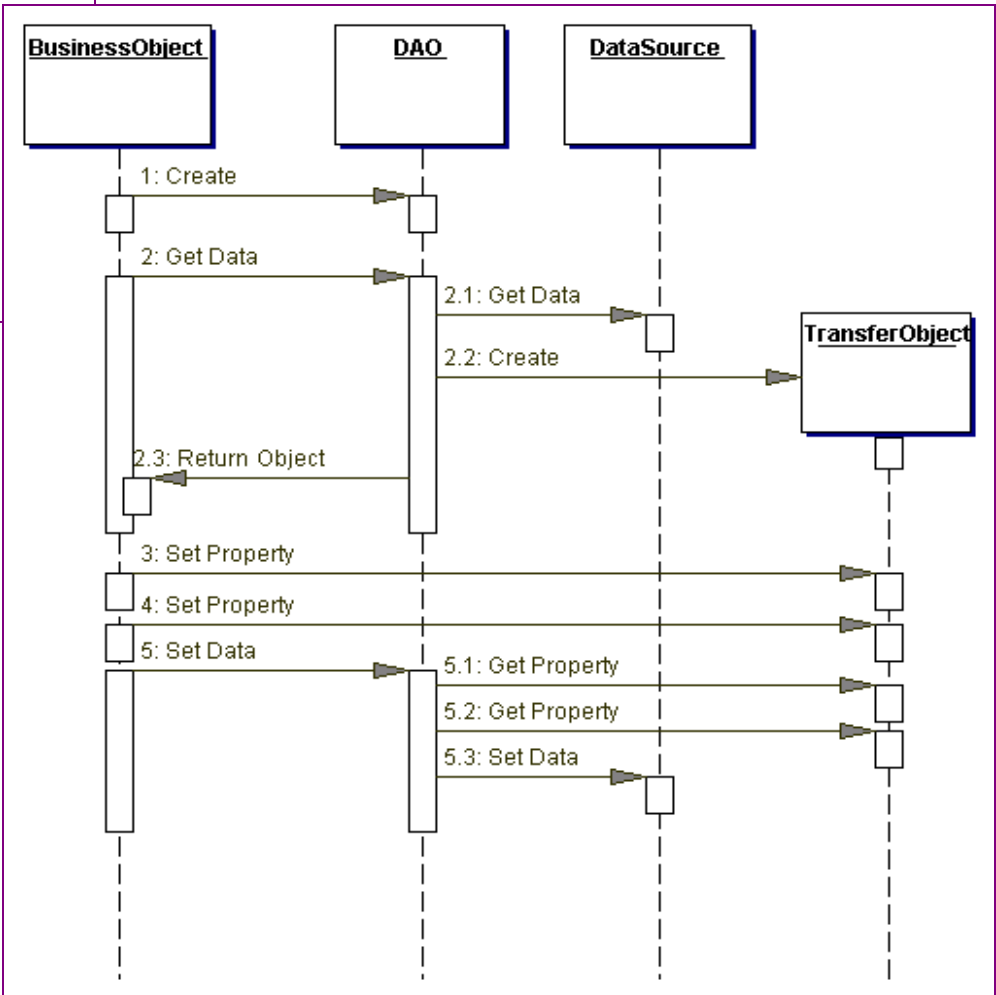 BusinessObject
DAO
DataSource
1: Create
2: Get Data
2.1: Get Data
TransferObject
2.2: Create
2.3: Return Object
3: Set Property
4: Set Property
5: Set Data
5.1: Get Property
5.2: Get Property
5.3: Set Data